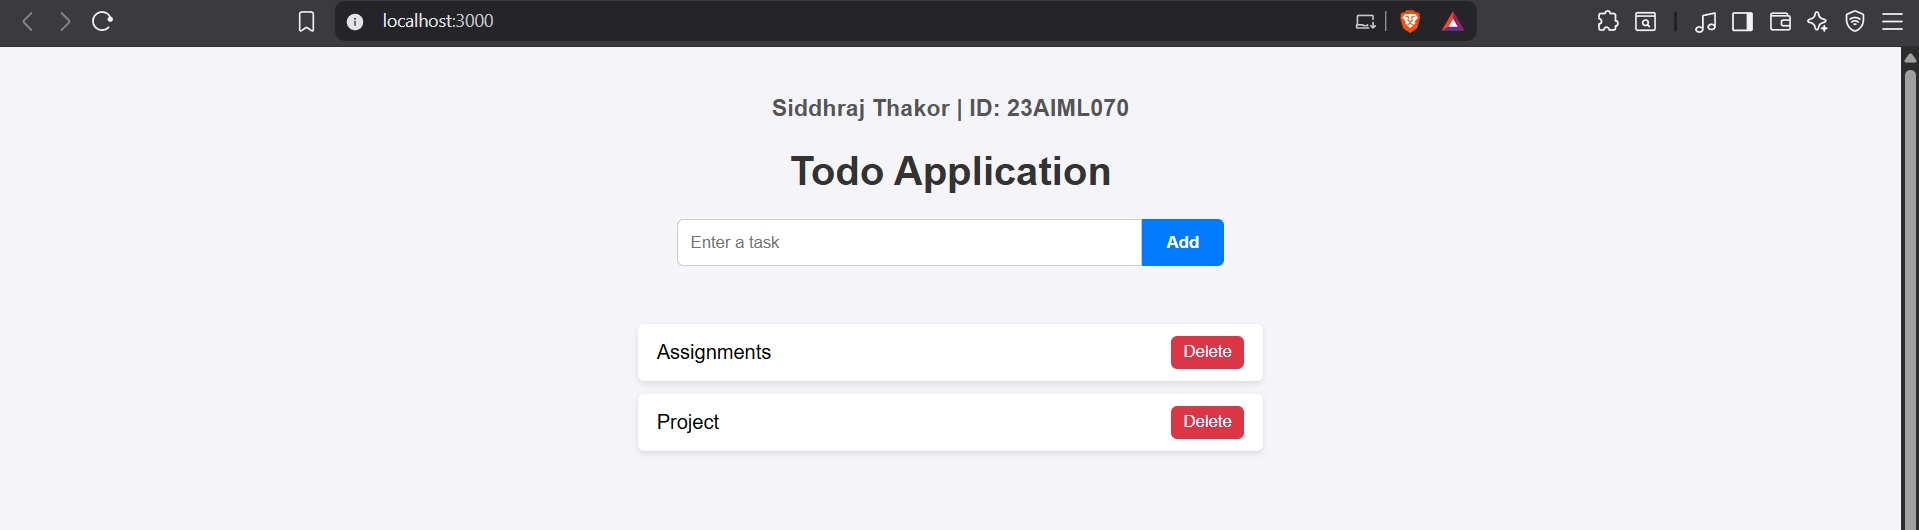 localhost:3000
Siddhraj Thakor | ID: 23AIML070
Todo Application
Enter a task
Add
Assignments
Delete
Project
Delete